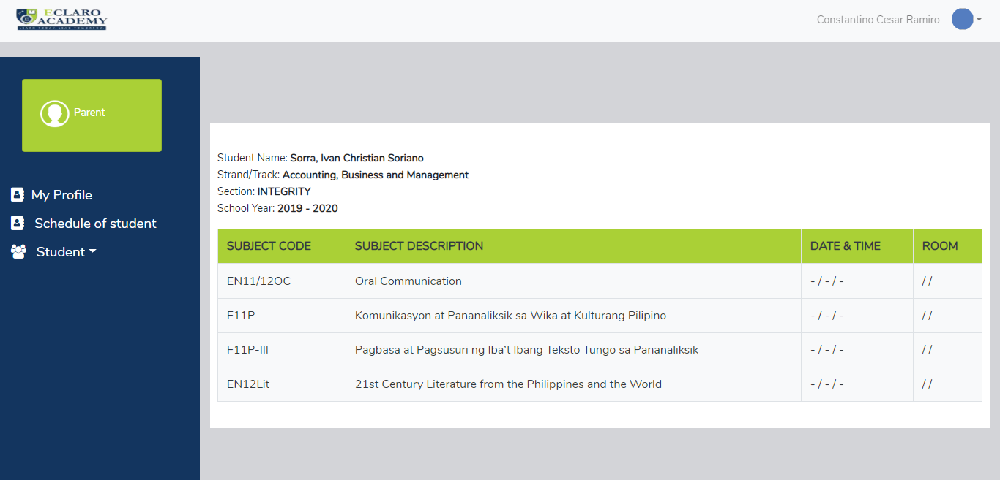 ECLARO
ACADEMY
LEARN TODAY. LEAD TOMORROW.
Constantino Cesar Ramiro
Parent
My Profile
Schedule of student
Student
Student Name: Sorra, Ivan Christian Soriano
Strand/Track: Accounting, Business and Management
Section: INTEGRITY
School Year: 2019 - 2020
SUBJECT CODE SUBJECT DESCRIPTION DATE & TIME ROOM
EN11/12OC Oral Communication - / - / - / /
F11P Komunikasyon at Pananaliksik sa Wika at Kulturang Pilipino - / - / - / /
F11P-III Pagbasa at Pagsusuri ng Iba’t Ibang Teksto Tungo sa Pananaliksik - / - / - / /
EN12Lit 21st Century Literature from the Philippines and the World - / - / - / /